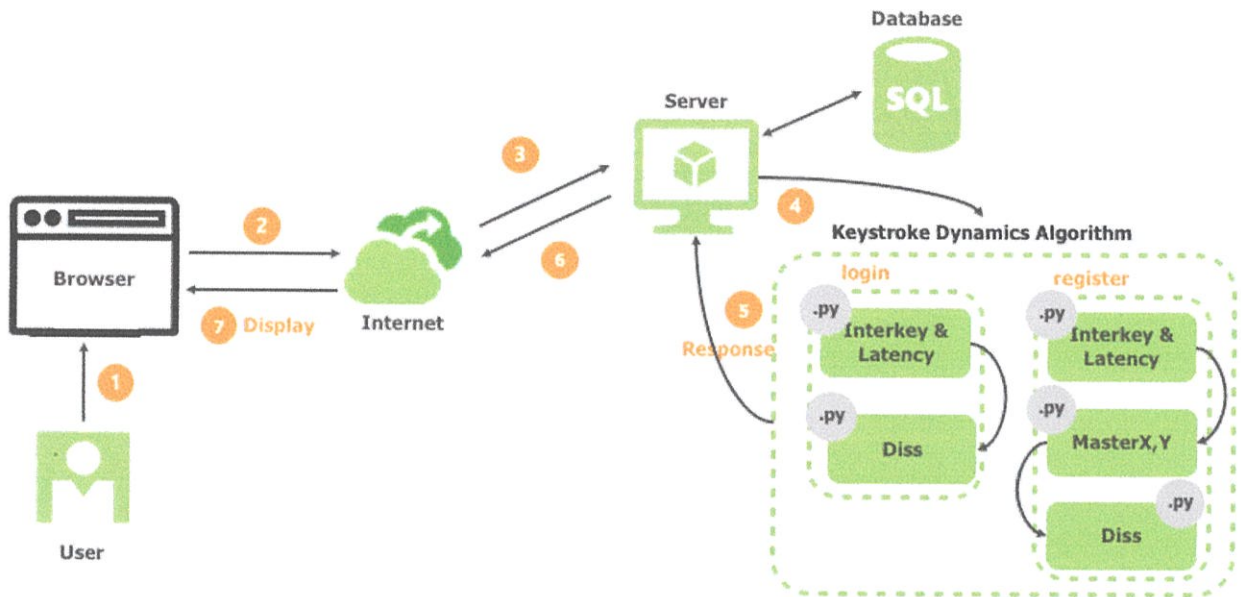 Database
SQL
Server
3
2
4
6
Keystroke Dynamics Algorithm
Browser
7 Display
Internet
1
User
5
Response
login
.py
Interkey &
Latency
.py
Diss
register
.py
Interkey &
Latency
.py
MasterX,Y
.py
Diss